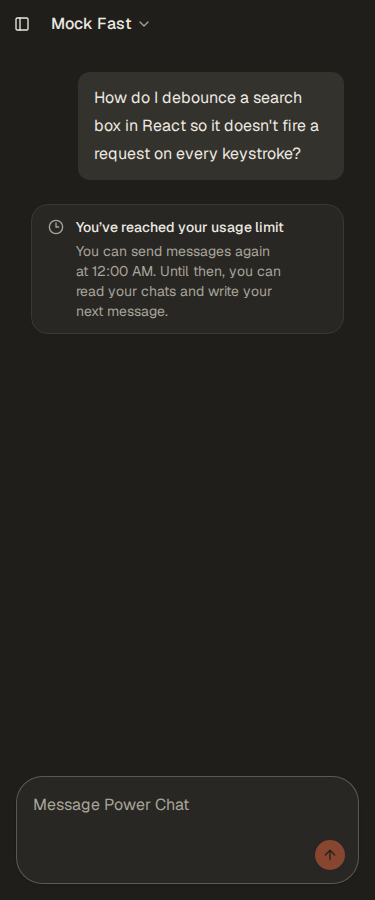 Mock Fast
How do I debounce a search
box in React so it doesn't fire a
request on every keystroke?
You've reached your usage limit
You can send messages again
at 12:00 AM. Until then, you can
read your chats and write your
next message.
Message Power Chat